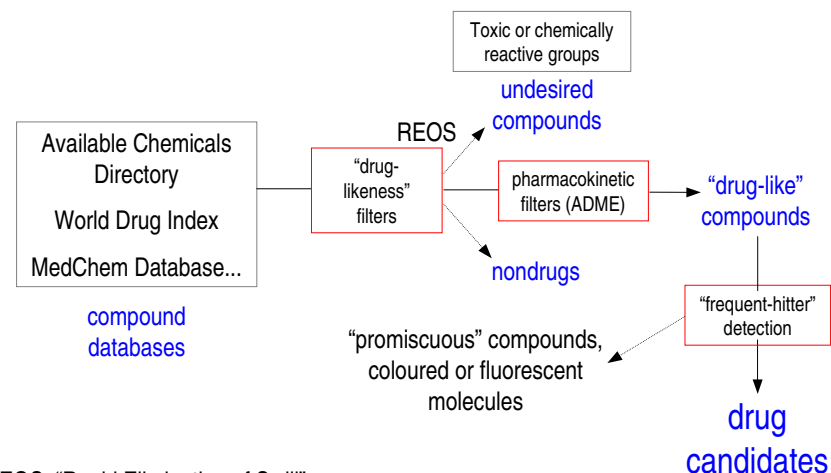 Toxic or chemically
reactive groups
undesired
compounds
REOS
Available Chemicals
Directory
World Drug Index
MedChem Database...
compound
databases
“drug-
likeness”
filters
pharmacokinetic
filters (ADME)
“drug-like”
compounds
nondrugs
“frequent-hitter”
detection
“promiscuous” compounds,
coloured or fluorescent
molecules
drug
candidates